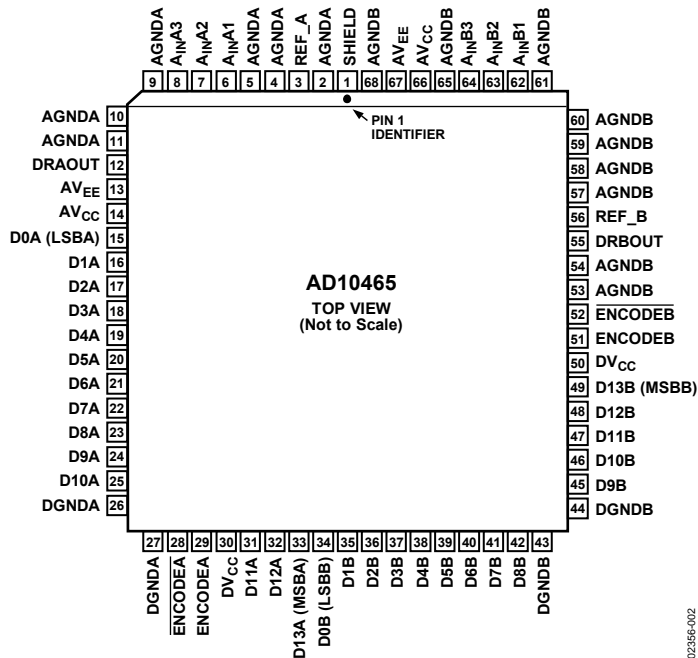 AGNDA
AINA3
AINA2
AINA1
AGNDA
AGNDA
REF_A
AGNDA
SHIELD
AGNDB
AVEE
AVCC
AGNDB
AINB3
AINB2
AINB1
AGNDB
9 8 7 6 5 4 3 2 1 68 67 66 65 64 63 62 61
PIN 1
IDENTIFIER
AGNDA 10
AGNDA 11
DRAOUT 12
AVEE 13
AVCC 14
D0A (LSBA) 15
D1A 16
D2A 17
D3A 18
D4A 19
D5A 20
D6A 21
D7A 22
D8A 23
D9A 24
D10A 25
DGNDA 26
AD10465
TOP VIEW
(Not to Scale)
60 AGNDB
59 AGNDB
58 AGNDB
57 AGNDB
56 REF_B
55 DRBOUT
54 AGNDB
53 AGNDB
52 ENCODEB
51 ENCODEB
50 DVCC
49 D13B (MSBB)
48 D12B
47 D11B
46 D10B
45 D9B
44 DGNDB
27 28 29 30 31 32 33 34 35 36 37 38 39 40 41 42 43
DGNDA
ENCODEA
ENCODEA
DVCC
D11A
D12A
D13A (MSBA)
D0B (LSBB)
D1B
D2B
D3B
D4B
D5B
D6B
D7B
D8B
DGNDB
02356-002